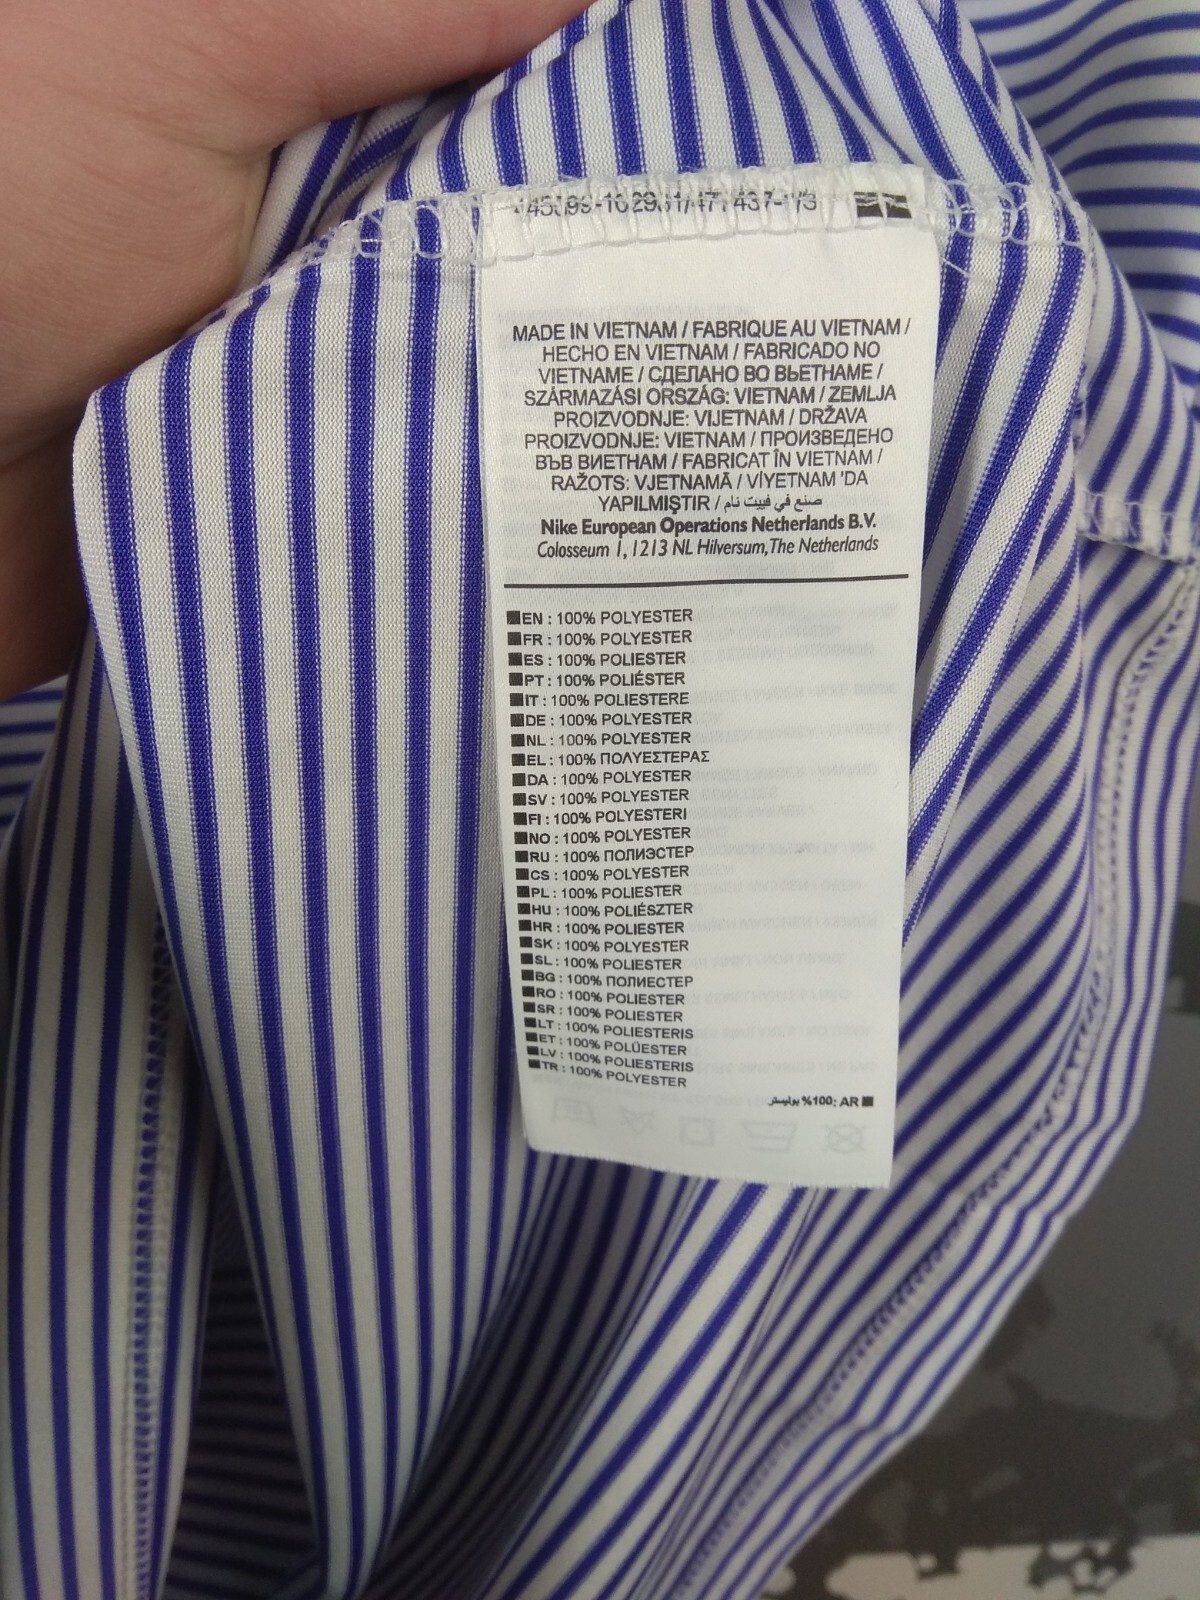 MADE IN VIETNAM / FABRIQUE AU VIETNAM /
HECHO EN VIETNAM / FABRICADO NO
VIETNAME / СДЕЛАНО ВО ВЬЕТНАМЕ /
SZÁRMAZÁSI ORSZÁG: VIETNAM / ZEMLJA
PROIZVODNJE: VIJETNAM / DRŽAVA
PROIZVODNJE: VIETNAM / ПРОИЗВЕДЕНО
ВЪВ ВИЕТНАМ / FABRICAT ÎN VIETNAM /
RAŽOTS: VJETNAMĀ / VİYETNAM 'DA
YAPILMIŞTIR / صنع في فييت نام
Nike European Operations Netherlands B.V.
Colosseum 1, 1213 NL Hilversum, The Netherlands
EN : 100% POLYESTER
FR : 100% POLYESTER
ES : 100% POLIESTER
PT : 100% POLIÉSTER
IT : 100% POLIESTERE
DE : 100% POLYESTER
NL : 100% POLYESTER
EL : 100% ΠΟΛΥΕΣΤΕΡΑΣ
DA : 100% POLYESTER
SV : 100% POLYESTER
FI : 100% POLYESTERI
NO : 100% POLYESTER
RU : 100% ПОЛИЭСТЕР
CS : 100% POLYESTER
PL : 100% POLIESTER
HU : 100% POLIÉSZTER
HR : 100% POLIESTER
SK : 100% POLYESTER
SL : 100% POLIESTER
BG : 100% ПОЛИЕСТЕР
RO : 100% POLIESTER
SR : 100% POLIESTER
LT : 100% POLIESTERIS
ET : 100% POLÜESTER
LV : 100% POLIESTERIS
TR : 100% POLYESTER
AR :100% بوليستر